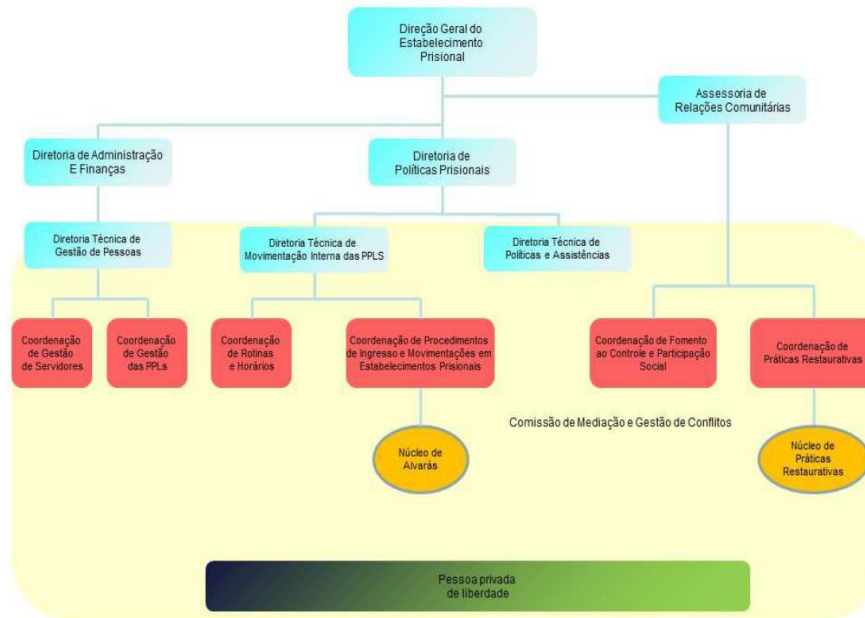 Direção Geral do
Estabelecimento
Prisional
Assessoria de
Relações Comunitárias
Diretoria de Administração
E Finanças
Diretoria de
Políticas Prisionais
Diretoria Técnica de
Gestão de Pessoas
Diretoria Técnica de
Movimentação Interna das PPLS
Diretoria Técnica de
Políticas e Assistências
Coordenação
de Gestão
de Servidores
Coordenação
de Gestão
das PPLs
Coordenação
de Rotinas
e Horários
Coordenação de Procedimentos
de Ingresso e Movimentações em
Estabelecimentos Prisionais
Coordenação de Fomento
ao Controle e Participação
Social
Coordenação de
Práticas Restaurativas
Comissão de Mediação e Gestão de Conflitos
Núcleo de
Alvarás
Núcleo de
Práticas
Restaurativas
Pessoa privada
de liberdade